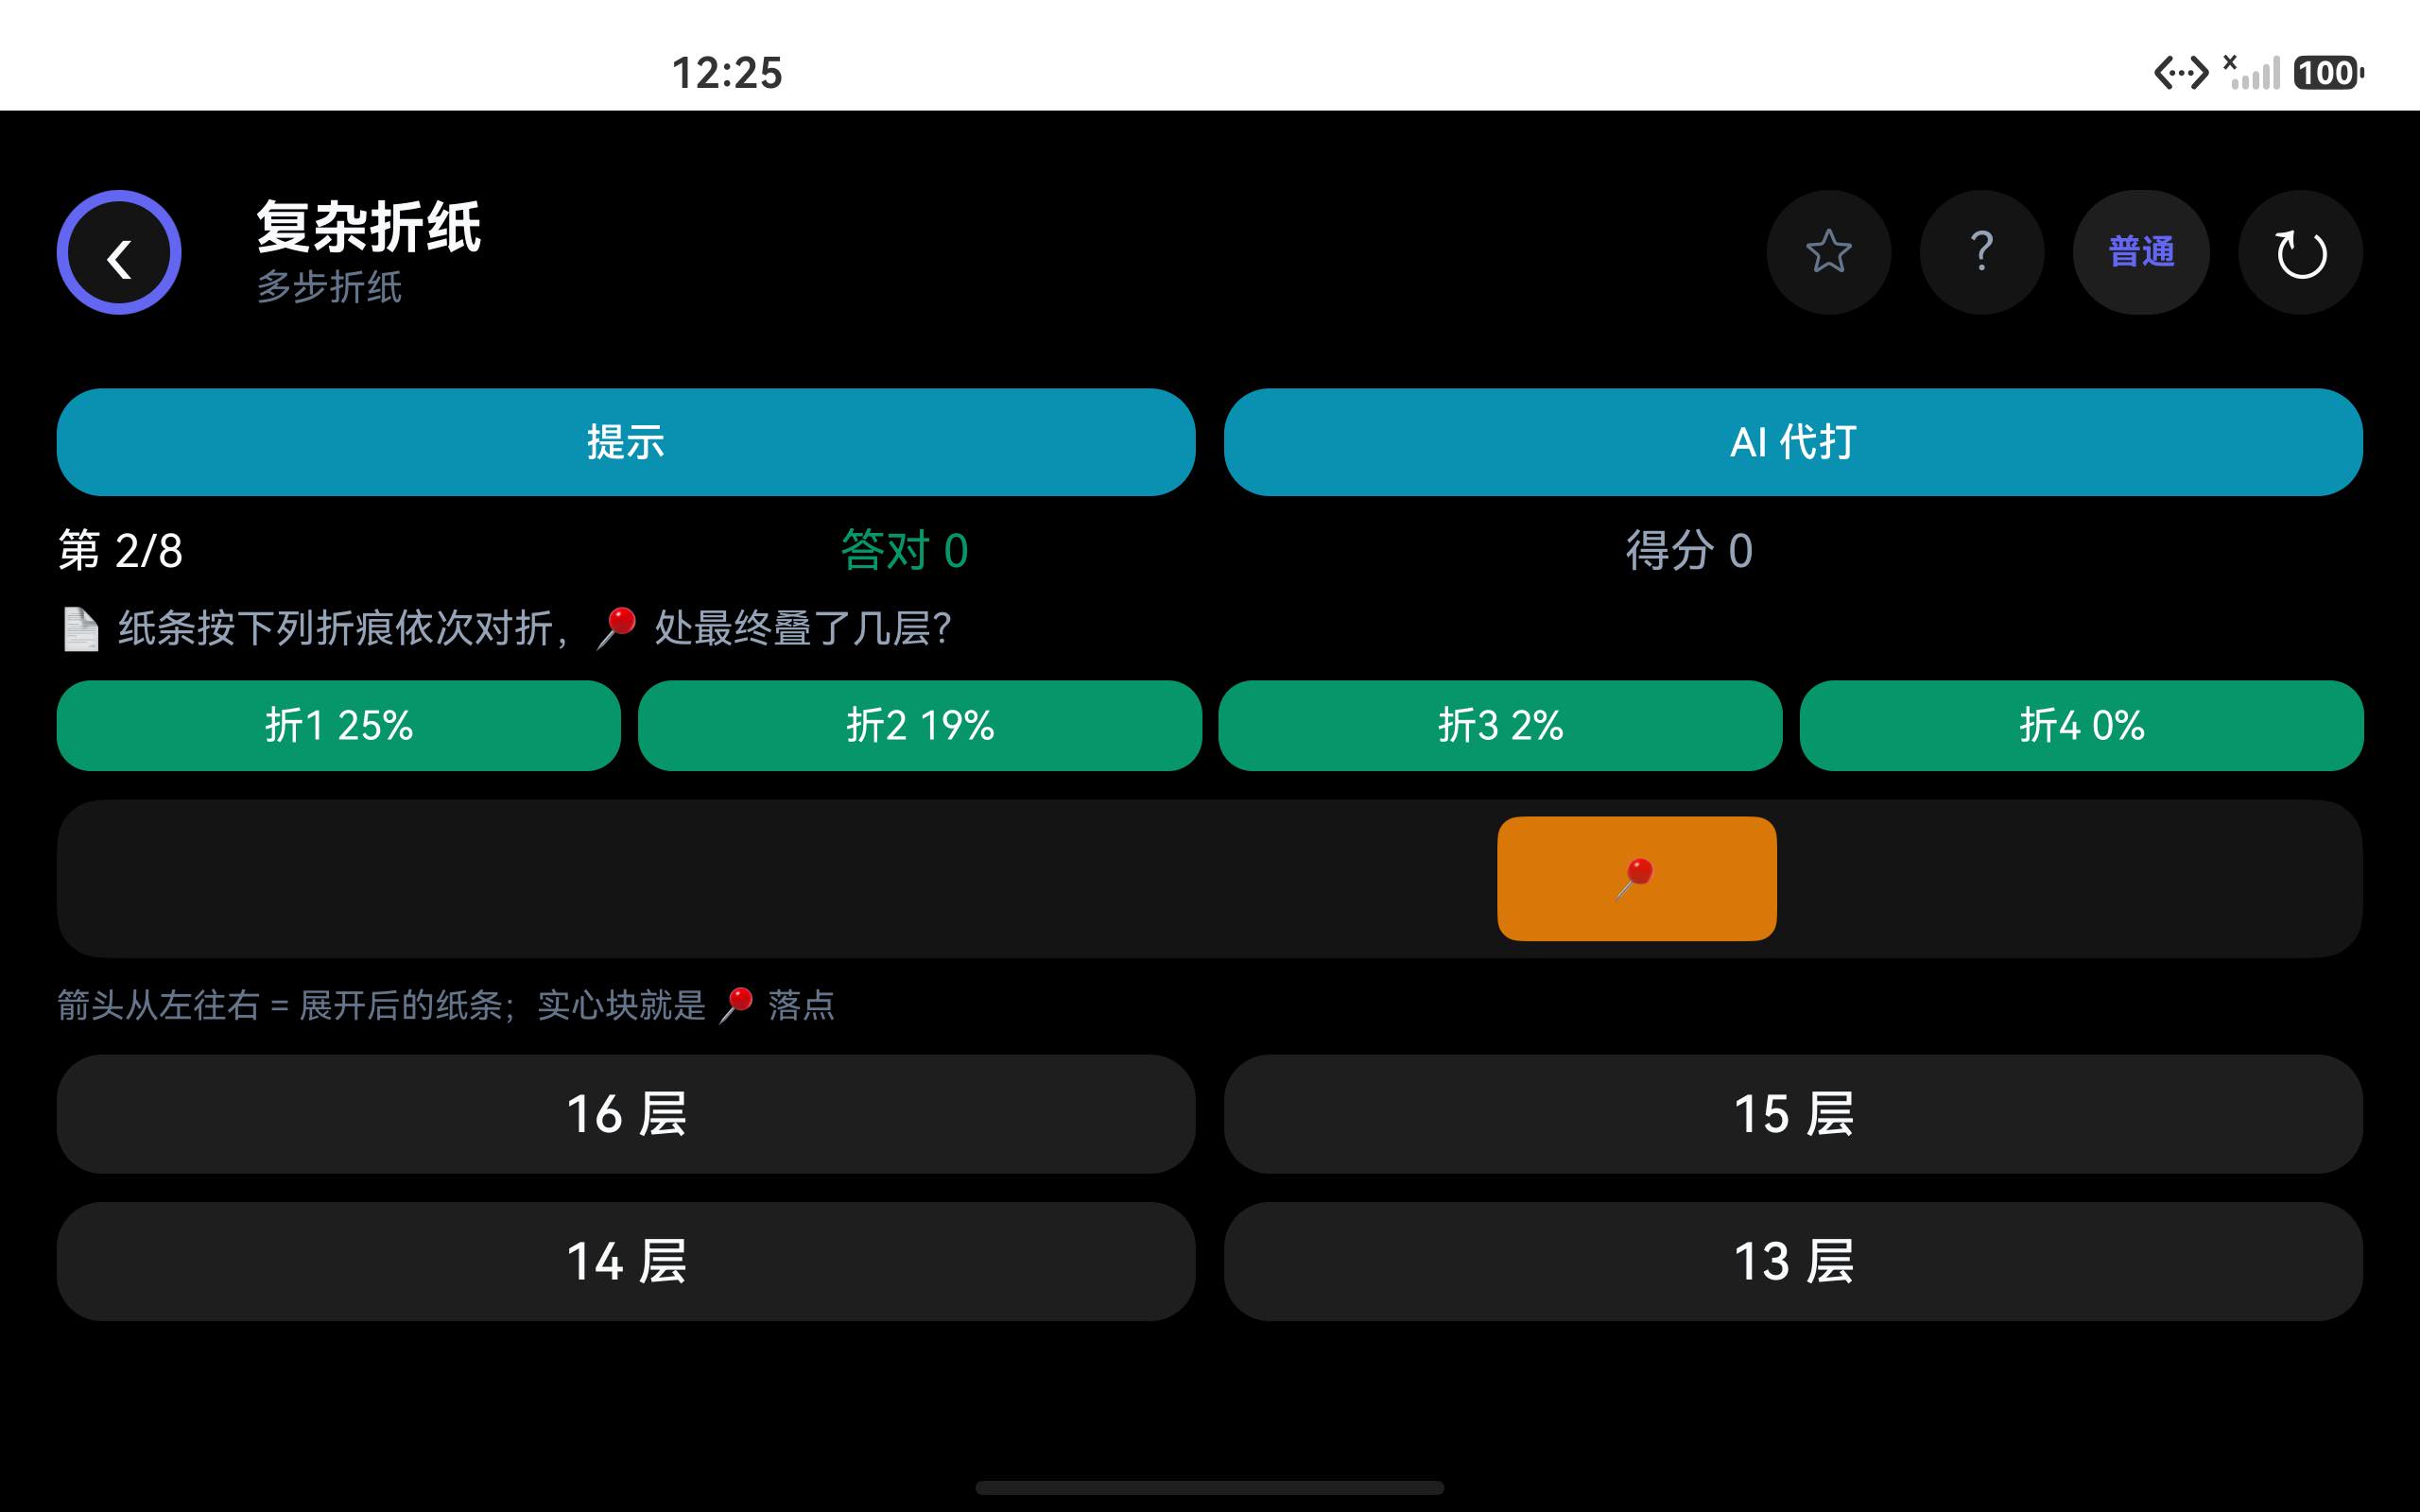 12:25
100
复杂折纸
多步折纸
?
普通
提示
AI 代打
第 2/8
答对 0
得分 0
纸条按下列折痕依次对折，📍 处最终叠了几层?
折1 25%
折2 19%
折3 2%
折4 0%
箭头从左往右 = 展开后的纸条；实心块就是 📍 落点
16 层
15 层
14 层
13 层